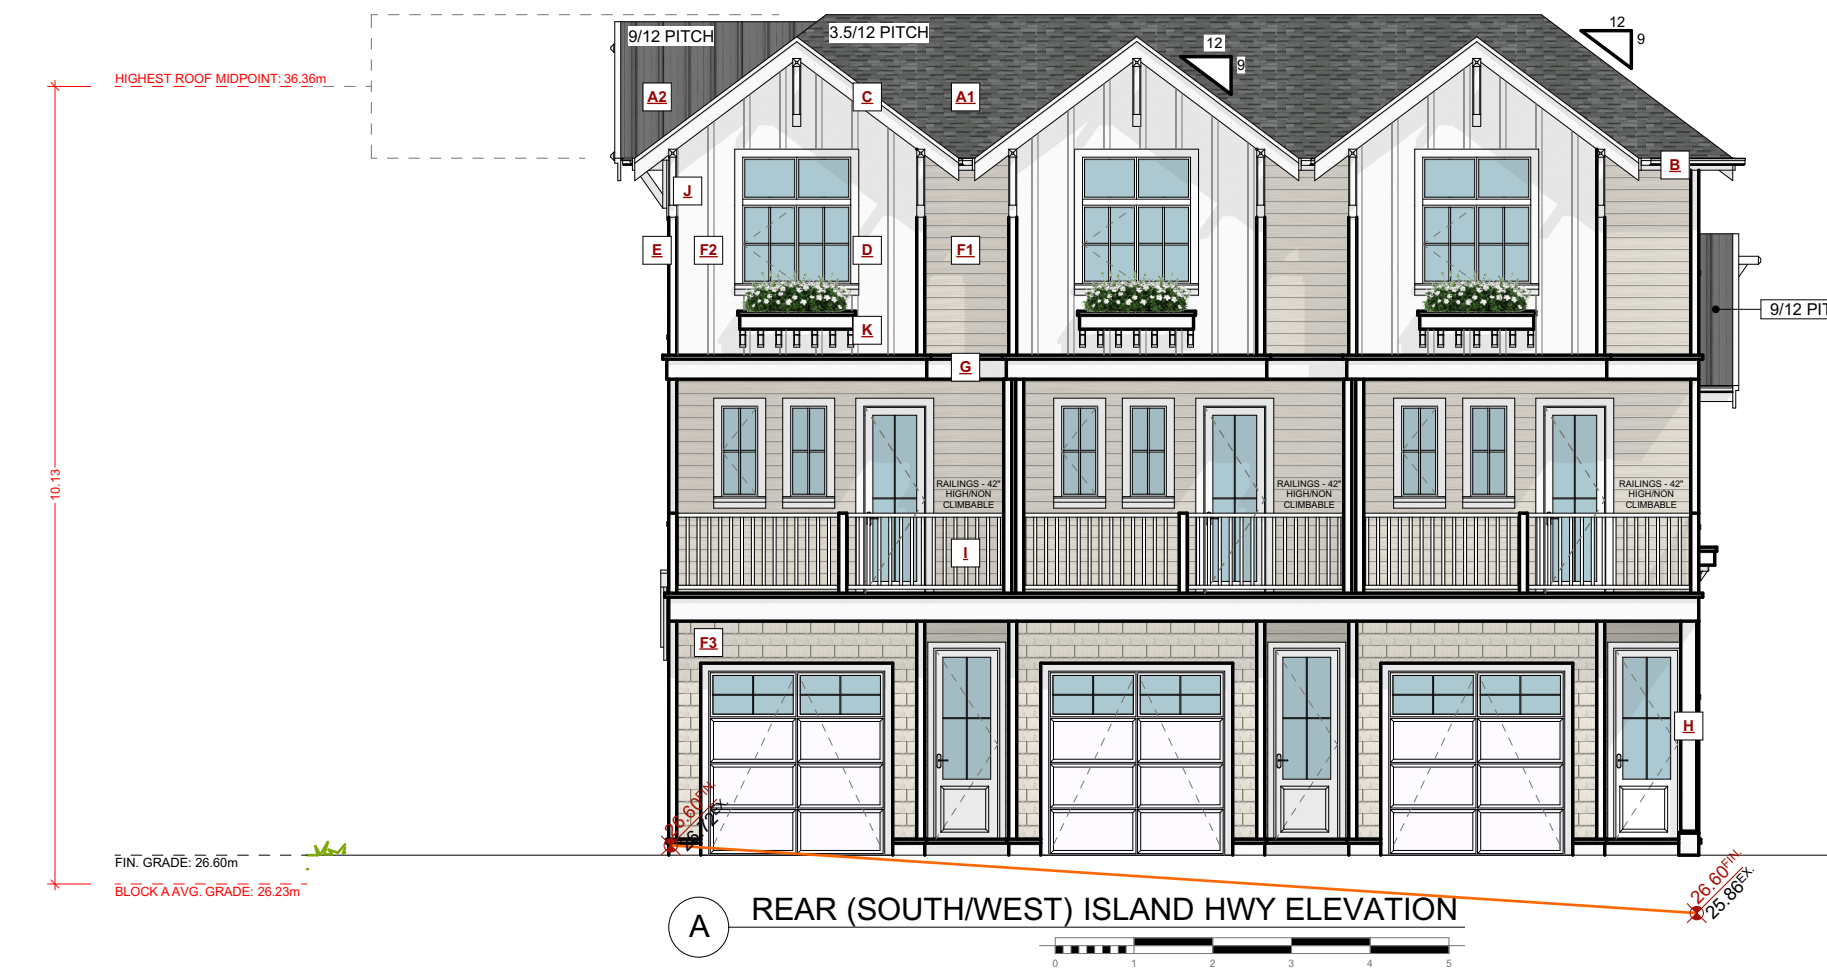 9/12 PITCH
3.5/12 PITCH
12
9
12
9
HIGHEST ROOF MIDPOINT: 36.36m
A2
C
A1
B
J
E
F2
D
F1
K
9/12 PIT
G
10.13
RAILINGS - 42"
HIGH/NON
CLIMBABLE
RAILINGS - 42"
HIGH/NON
CLIMBABLE
RAILINGS - 42"
HIGH/NON
CLIMBABLE
I
F3
H
26.60FIN.
26.72EX.
FIN. GRADE: 26.60m
BLOCK A AVG. GRADE: 26.23m
26.60FIN.
25.86EX.
A
REAR (SOUTH/WEST) ISLAND HWY ELEVATION
0 1 2 3 4 5